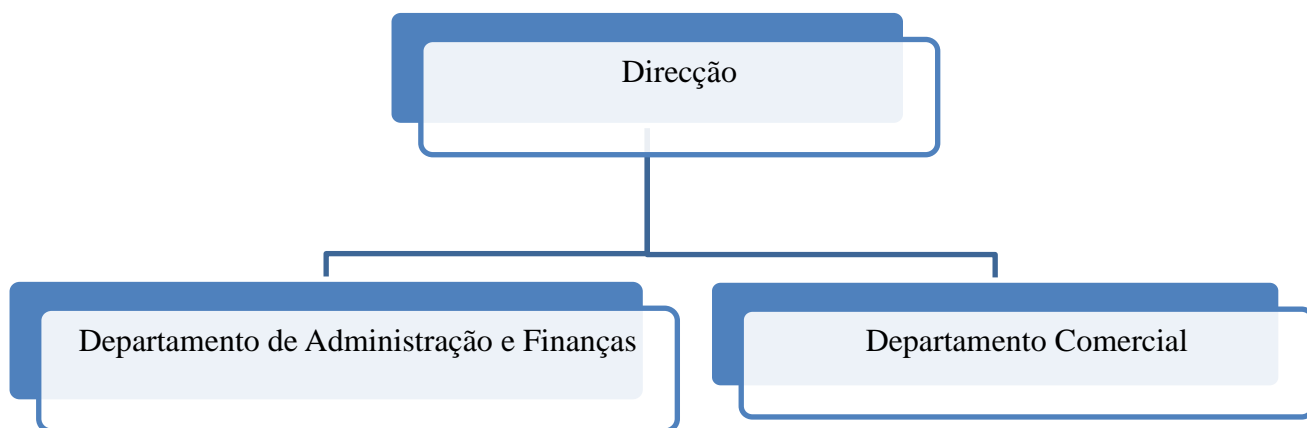 Direcção
Departamento de Administração e Finanças
Departamento Comercial